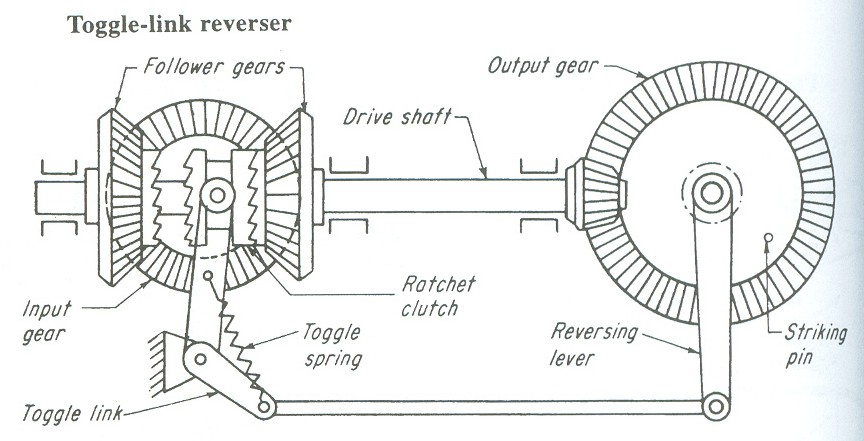 Toggle-link reverser
Follower gears
Output gear
Drive shaft
Input
gear
Ratchet
clutch
Toggle
spring
Reversing
lever
Striking
pin
Toggle link